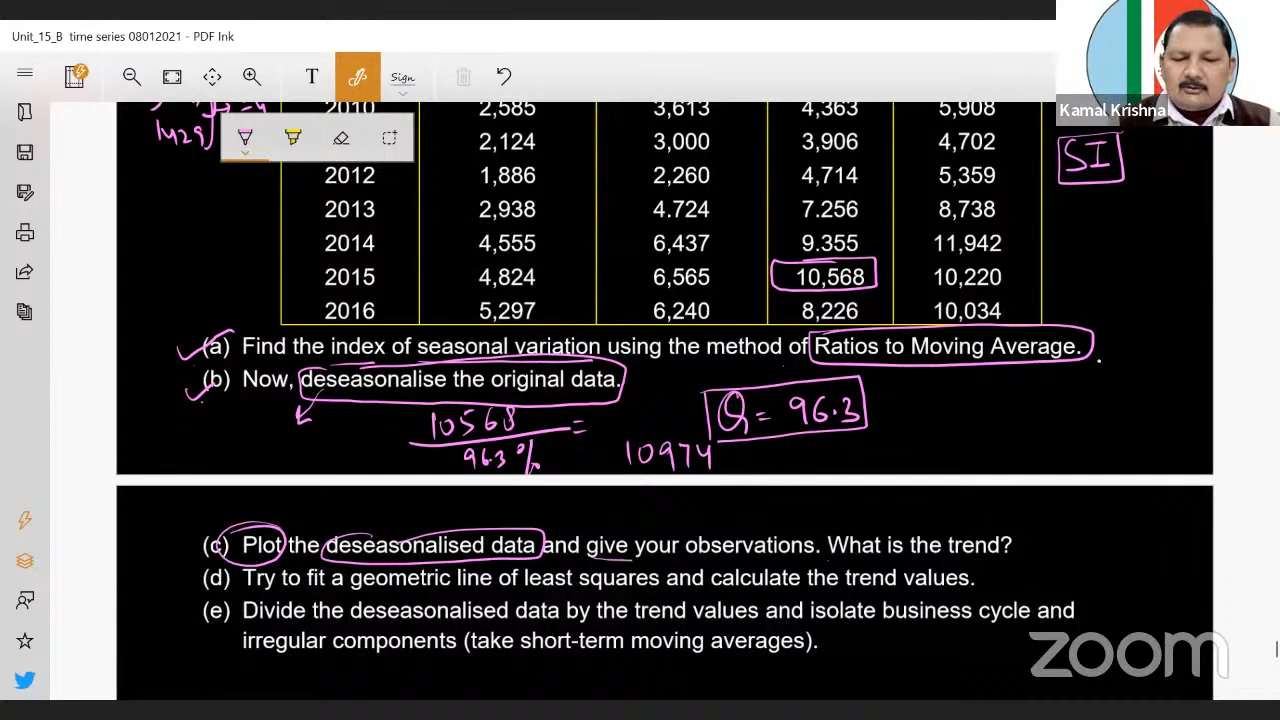 Unit_15_B time series 08012021 - PDF Ink
T
Sign
Kamal Krishna
2010 2,585 3,613 4,363 5,908
1429
2,124 3,000 3,906 4,702
SI
2012 1,886 2,260 4,714 5,359
2013 2,938 4.724 7.256 8,738
2014 4,555 6,437 9.355 11,942
2015 4,824 6,565 10,568 10,220
2016 5,297 6,240 8,226 10,034
(a) Find the index of seasonal variation using the method of Ratios to Moving Average.
(b) Now, deseasonalise the original data.
10568
96.3%
=
10974
Q = 96.3
(c) Plot the deseasonalised data and give your observations. What is the trend?
(d) Try to fit a geometric line of least squares and calculate the trend values.
(e) Divide the deseasonalised data by the trend values and isolate business cycle and
irregular components (take short-term moving averages).
zoom